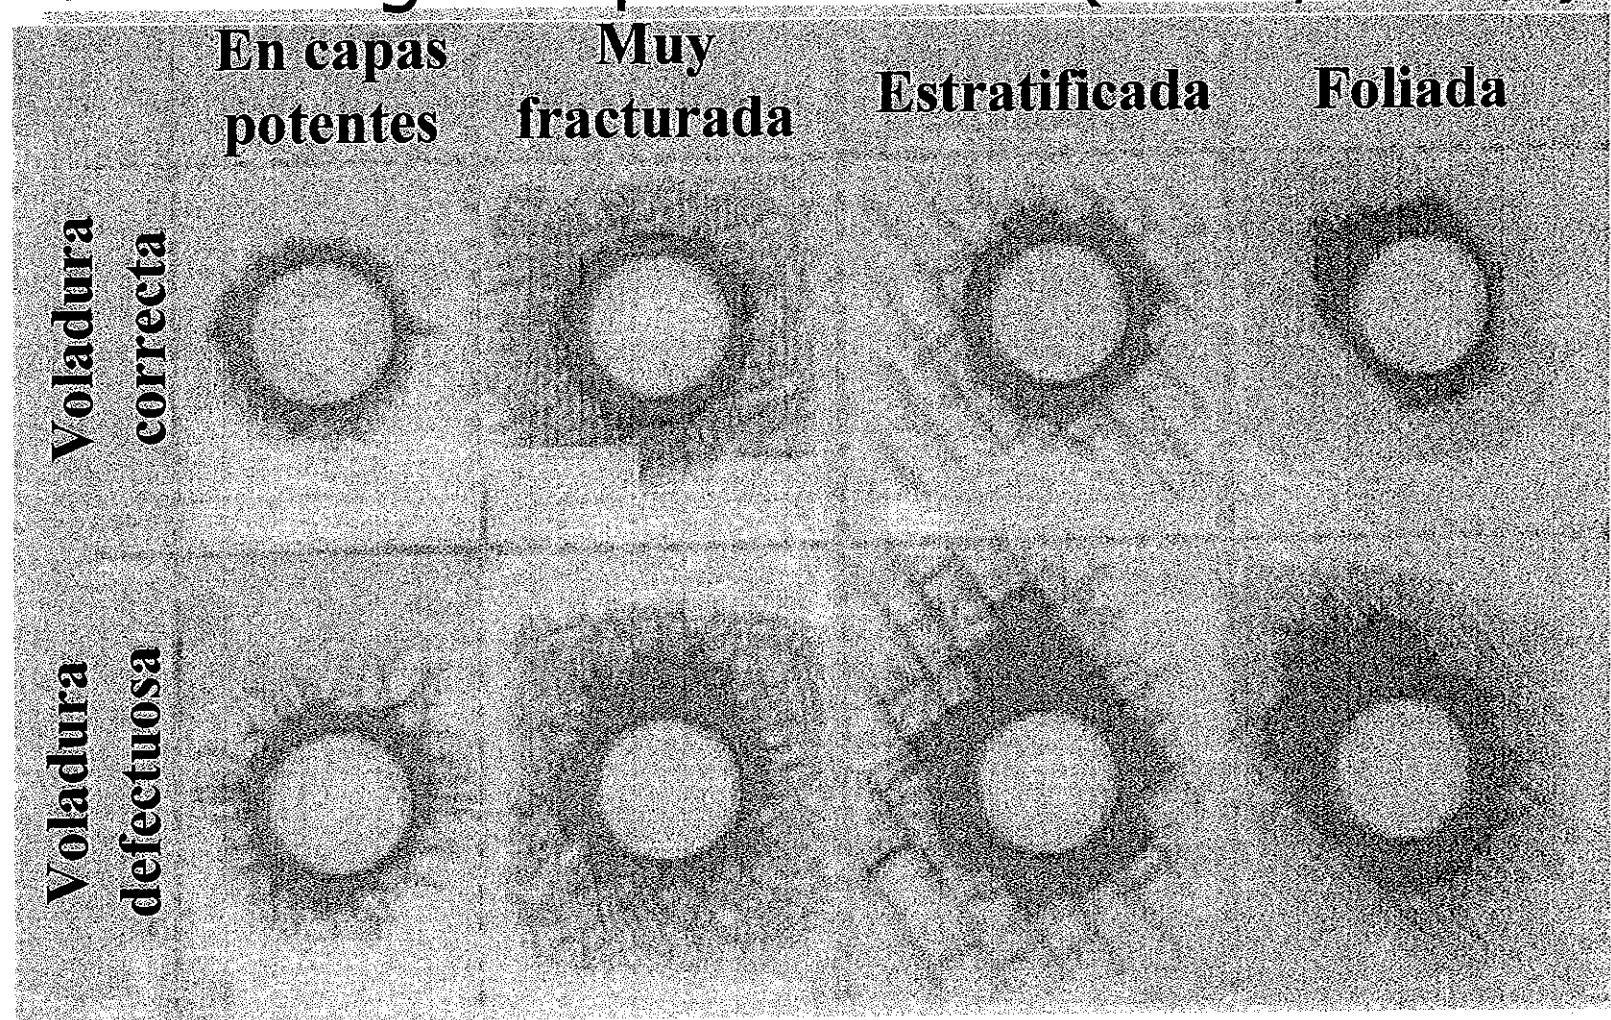 En capas
potentes
Muy
fracturada
Estratificada
Foliada
Voladura
correcta
Voladura
defectuosa